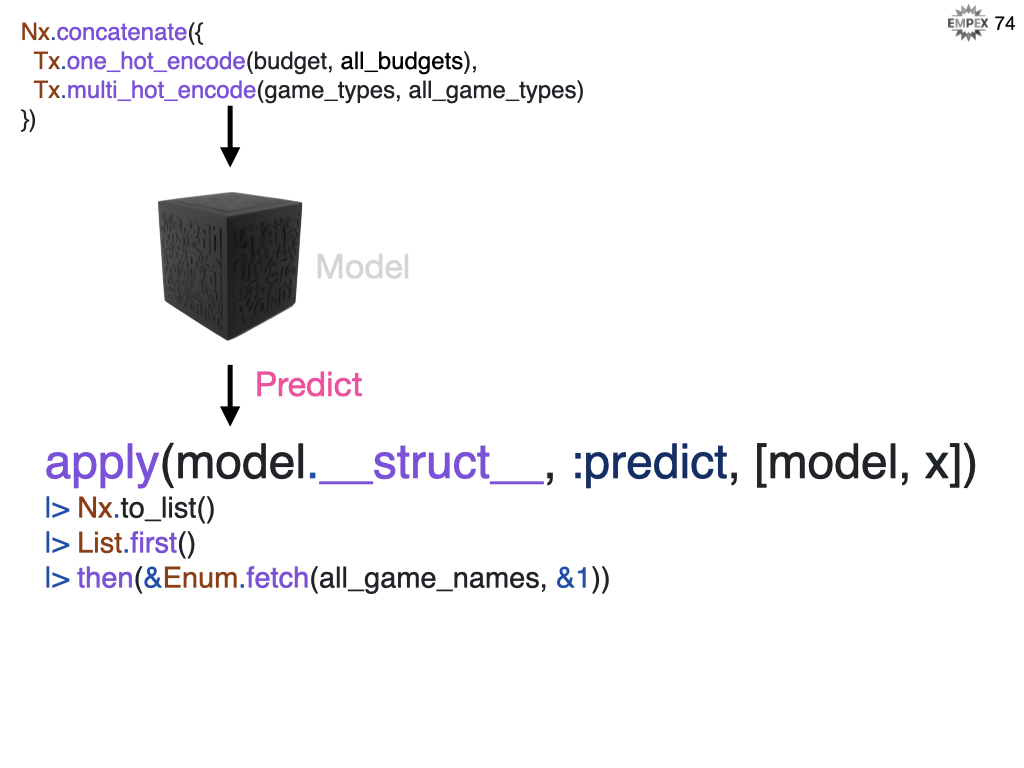 Nx.concatenate({
Tx.one_hot_encode(budget, all_budgets),
Tx.multi_hot_encode(game_types, all_game_types)
})
EMPEX 74
Model
Predict
apply(model.__struct__, :predict, [model, x])
|> Nx.to_list()
|> List.first()
|> then(&Enum.fetch(all_game_names, &1))